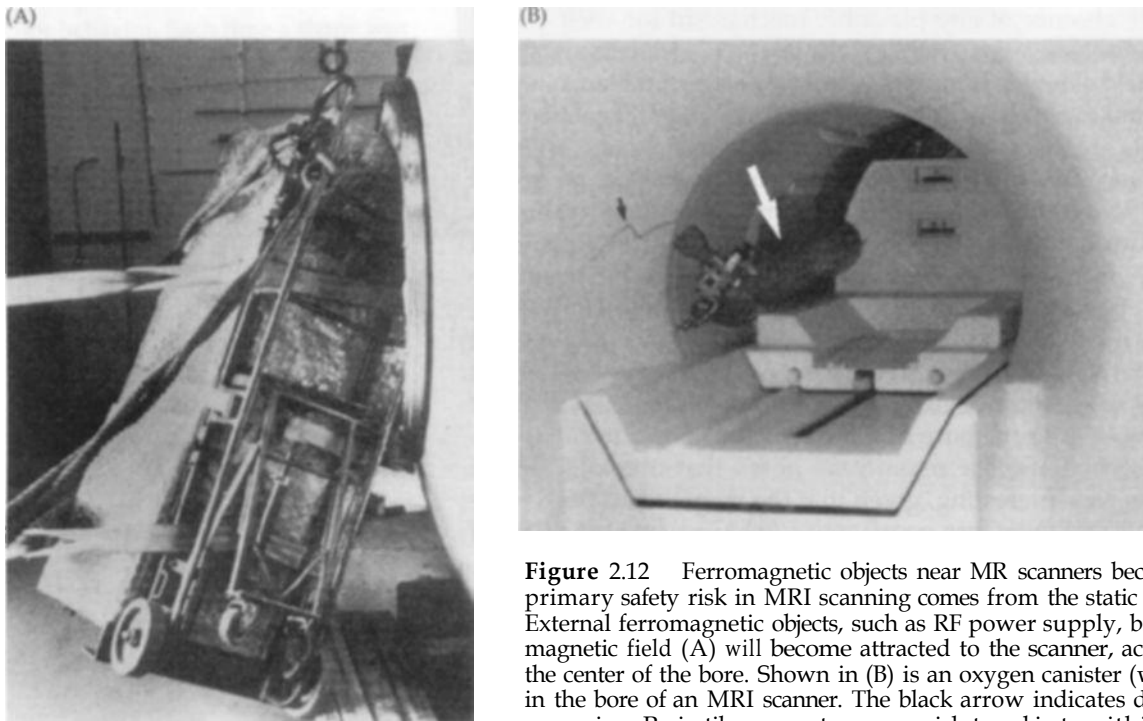 (A)
(B)
Figure 2.12 Ferromagnetic objects near MR scanners bec
primary safety risk in MRI scanning comes from the static
External ferromagnetic objects, such as RF power supply, b
magnetic field (A) will become attracted to the scanner, ac
the center of the bore. Shown in (B) is an oxygen canister (
in the bore of an MRI scanner. The black arrow indicates d